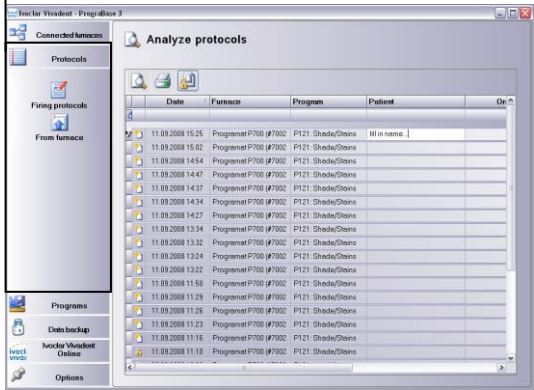 Ivoclar Vivadent - PrograBase 3
Connected furnaces
Protocols
Firing protocols
From furnace
Programs
Data backup
Ivoclar Vivadent Online
Options
Analyze protocols
Date Furnace Program Patient
11.09.2008 15:25 Programat P700 (#7002 P121: Shade/Stains fill in name...
11.09.2008 15:02 Programat P700 (#7002 P121: Shade/Stains
11.09.2008 14:54 Programat P700 (#7002 P121: Shade/Stains
11.09.2008 14:47 Programat P700 (#7002 P121: Shade/Stains
11.09.2008 14:37 Programat P700 (#7002 P121: Shade/Stains
11.09.2008 14:34 Programat P700 (#7002 P121: Shade/Stains
11.09.2008 14:27 Programat P700 (#7002 P121: Shade/Stains
11.09.2008 13:34 Programat P700 (#7002 P121: Shade/Stains
11.09.2008 13:32 Programat P700 (#7002 P121: Shade/Stains
11.09.2008 13:24 Programat P700 (#7002 P121: Shade/Stains
11.09.2008 13:22 Programat P700 (#7002 P121: Shade/Stains
11.09.2008 11:50 Programat P700 (#7002 P121: Shade/Stains
11.09.2008 11:29 Programat P700 (#7002 P121: Shade/Stains
11.09.2008 11:26 Programat P700 (#7002 P121: Shade/Stains
11.09.2008 11:23 Programat P700 (#7002 P121: Shade/Stains
11.09.2008 11:16 Programat P700 (#7002 P121: Shade/Stains
11.09.2008 11:10 Programat P700 (#7002 P121: Shade/Stains